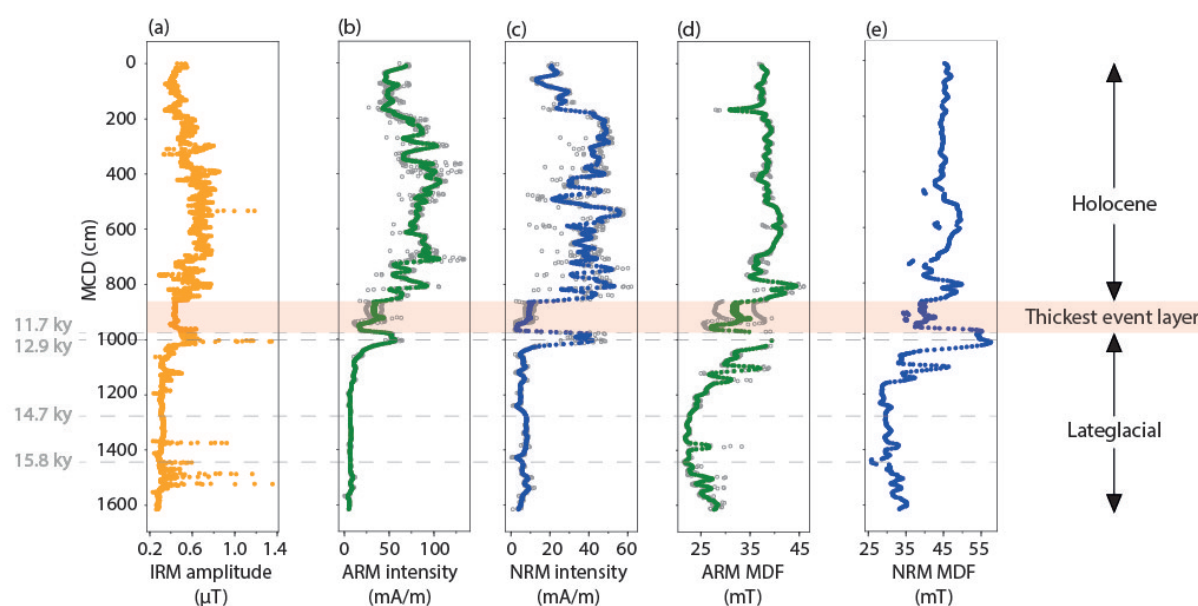 (a)
(b)
(c)
(d)
(e)
MCD (cm)
0
200
400
600
800
1000
1200
1400
1600
11.7 ky
12.9 ky
14.7 ky
15.8 ky
Holocene
Thickest event layer
Lateglacial
0.2 0.6 1.0 1.4
IRM amplitude
(μT)
0 50 100
ARM intensity
(mA/m)
0 20 40 60
NRM intensity
(mA/m)
25 35 45
ARM MDF
(mT)
25 35 45 55
NRM MDF
(mT)